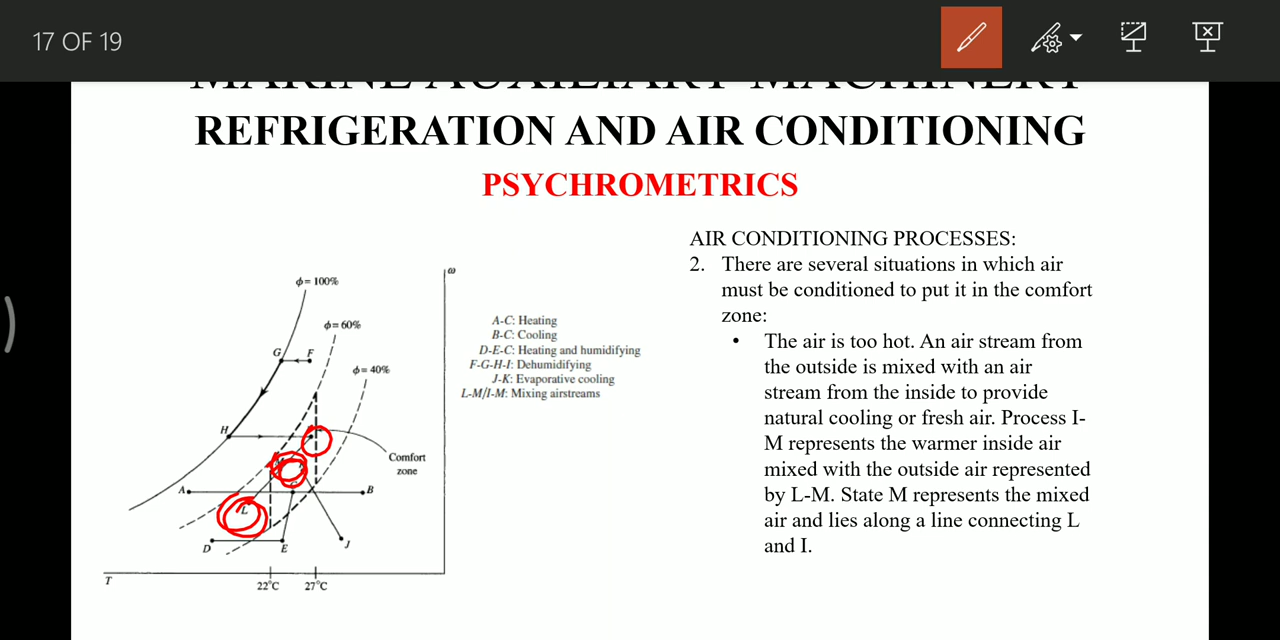 17 OF 19
MARINE AUXILIARY MACHINERY
REFRIGERATION AND AIR CONDITIONING
PSYCHROMETRICS
AIR CONDITIONING PROCESSES:
2. There are several situations in which air
must be conditioned to put it in the comfort
zone:
• The air is too hot. An air stream from
the outside is mixed with an air
stream from the inside to provide
natural cooling or fresh air. Process I-
M represents the warmer inside air
mixed with the outside air represented
by L-M. State M represents the mixed
air and lies along a line connecting L
and I.
ω
ϕ = 100%
ϕ = 60%
G F
ϕ = 40%
H
Comfort
zone
A B
L
D E J
T
22°C 27°C
A-C: Heating
B-C: Cooling
D-E-C: Heating and humidifying
F-G-H-I: Dehumidifying
J-K: Evaporative cooling
L-M/I-M: Mixing airstreams